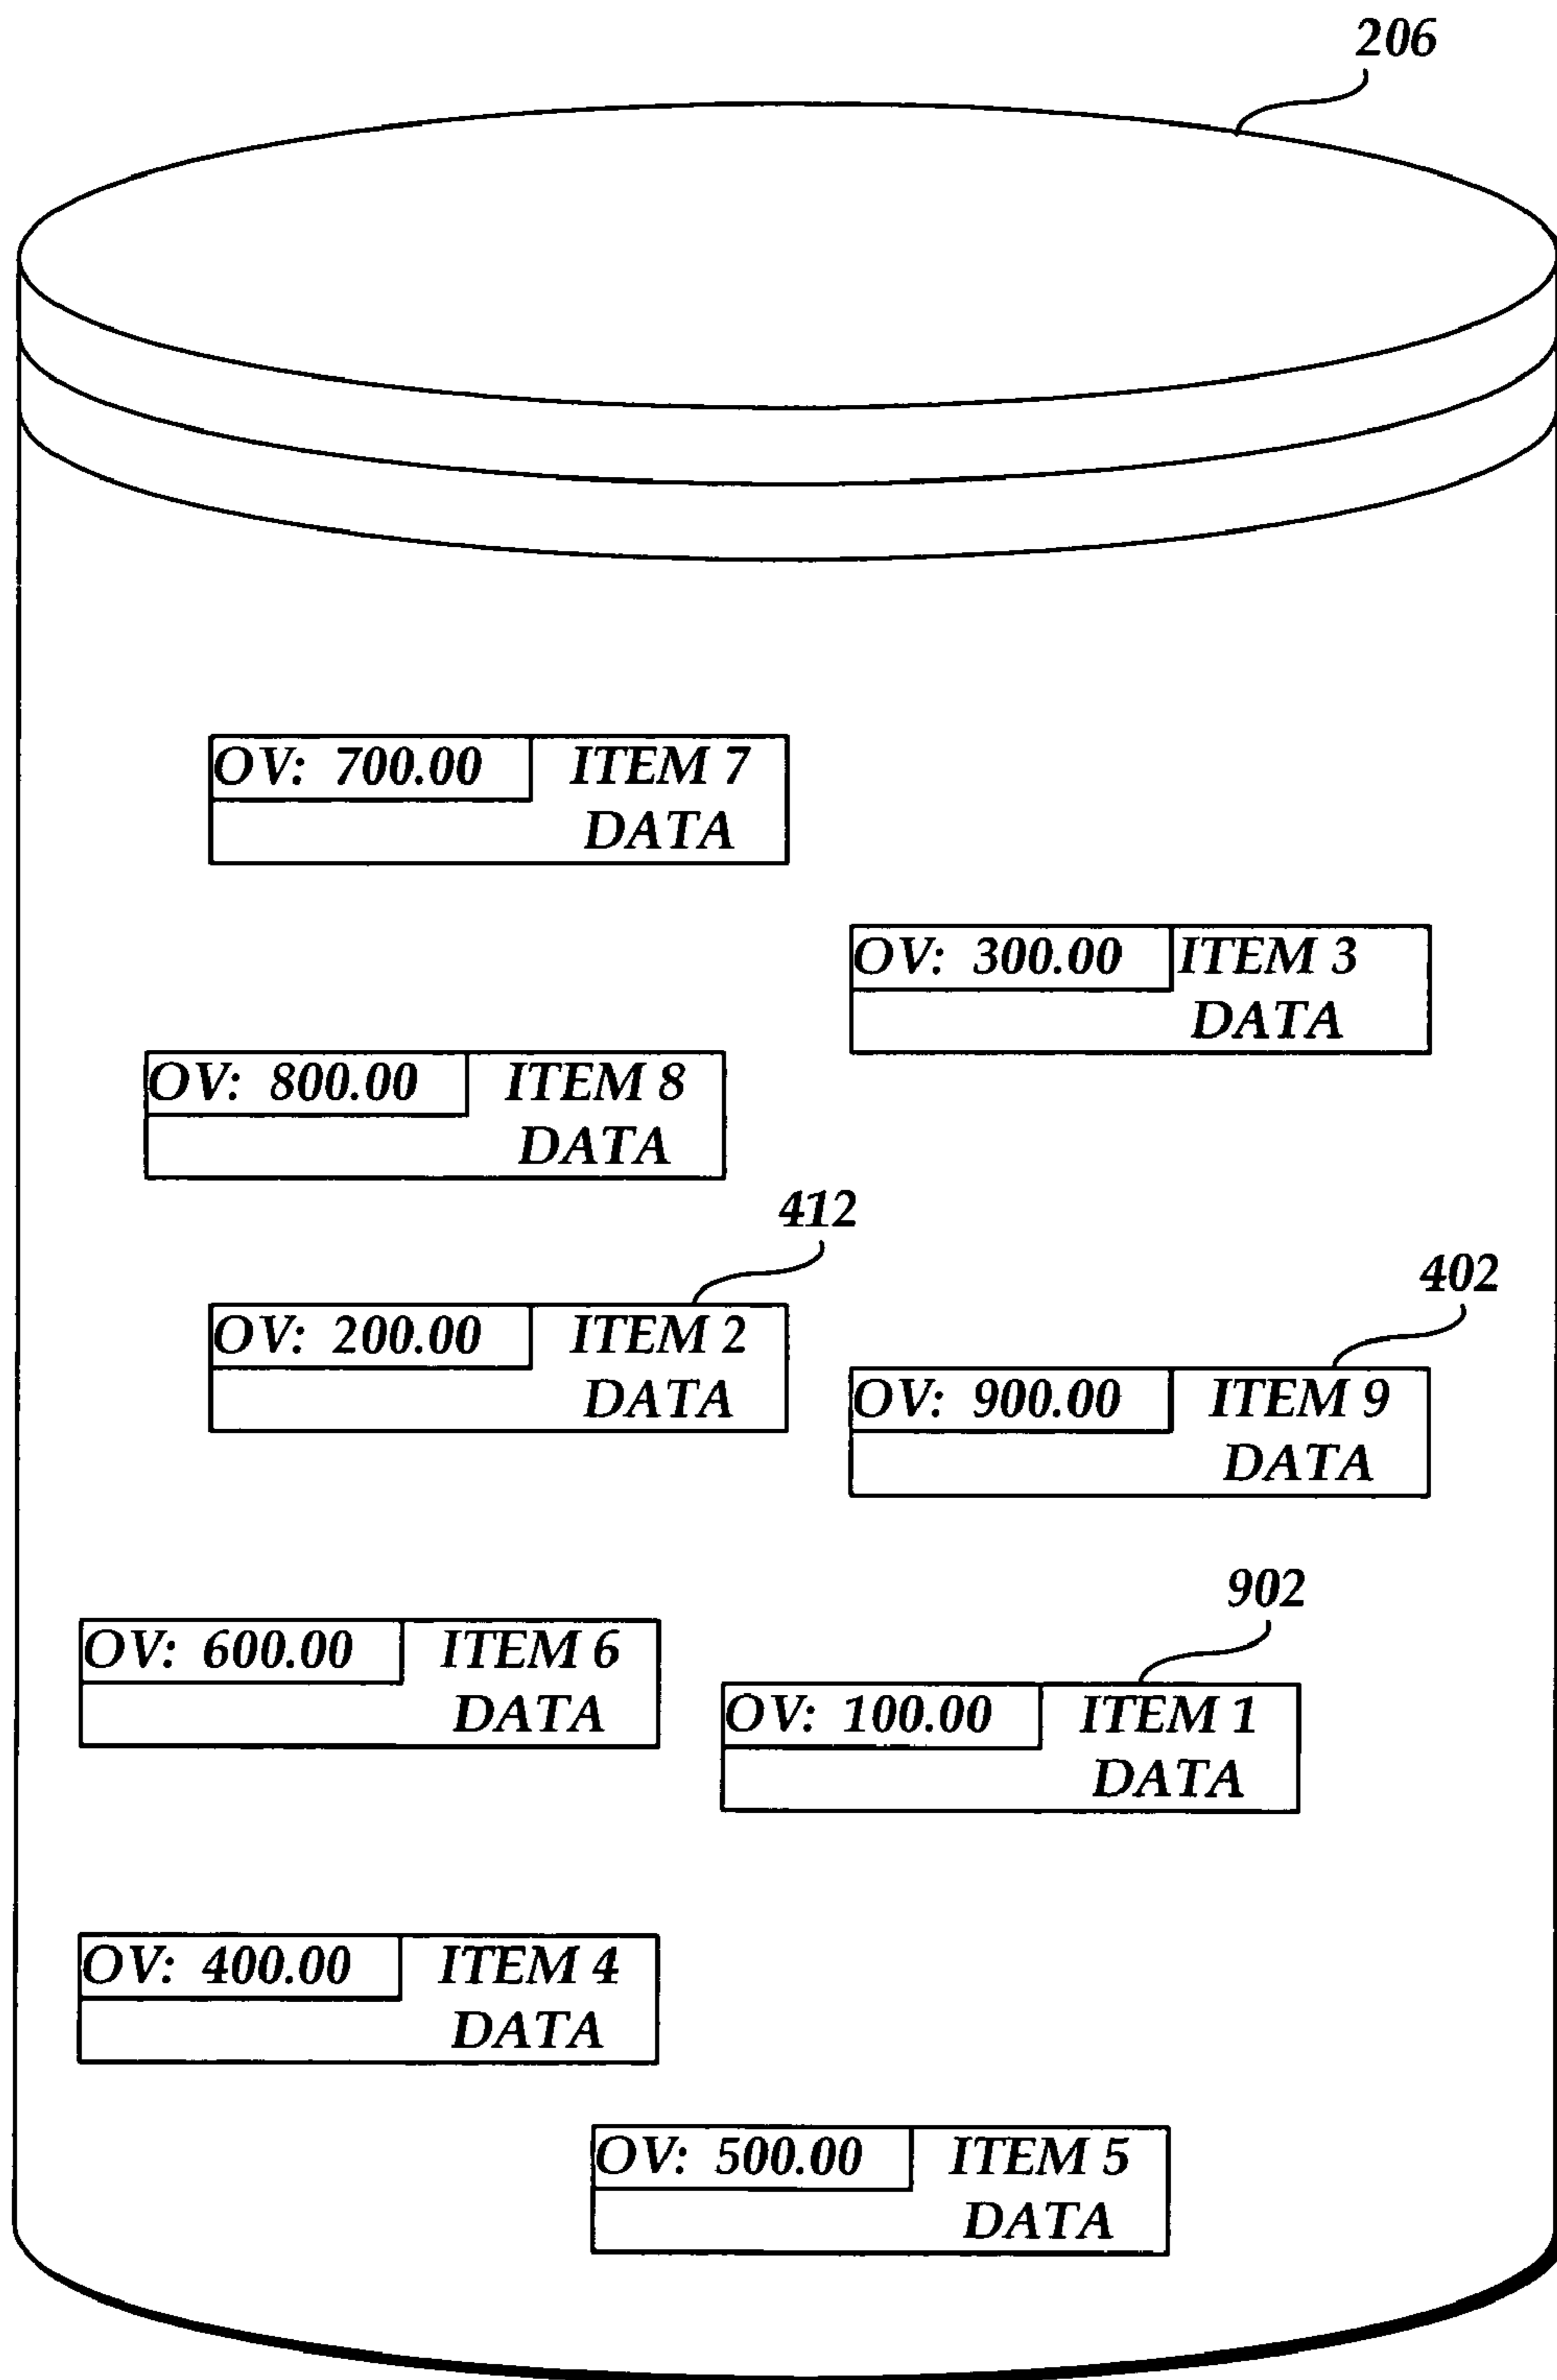 206
OV: 700.00 ITEM 7
DATA
OV: 300.00 ITEM 3
DATA
OV: 800.00 ITEM 8
DATA
412
OV: 200.00 ITEM 2
DATA
402
OV: 900.00 ITEM 9
DATA
OV: 600.00 ITEM 6
DATA
902
OV: 100.00 ITEM 1
DATA
OV: 400.00 ITEM 4
DATA
OV: 500.00 ITEM 5
DATA